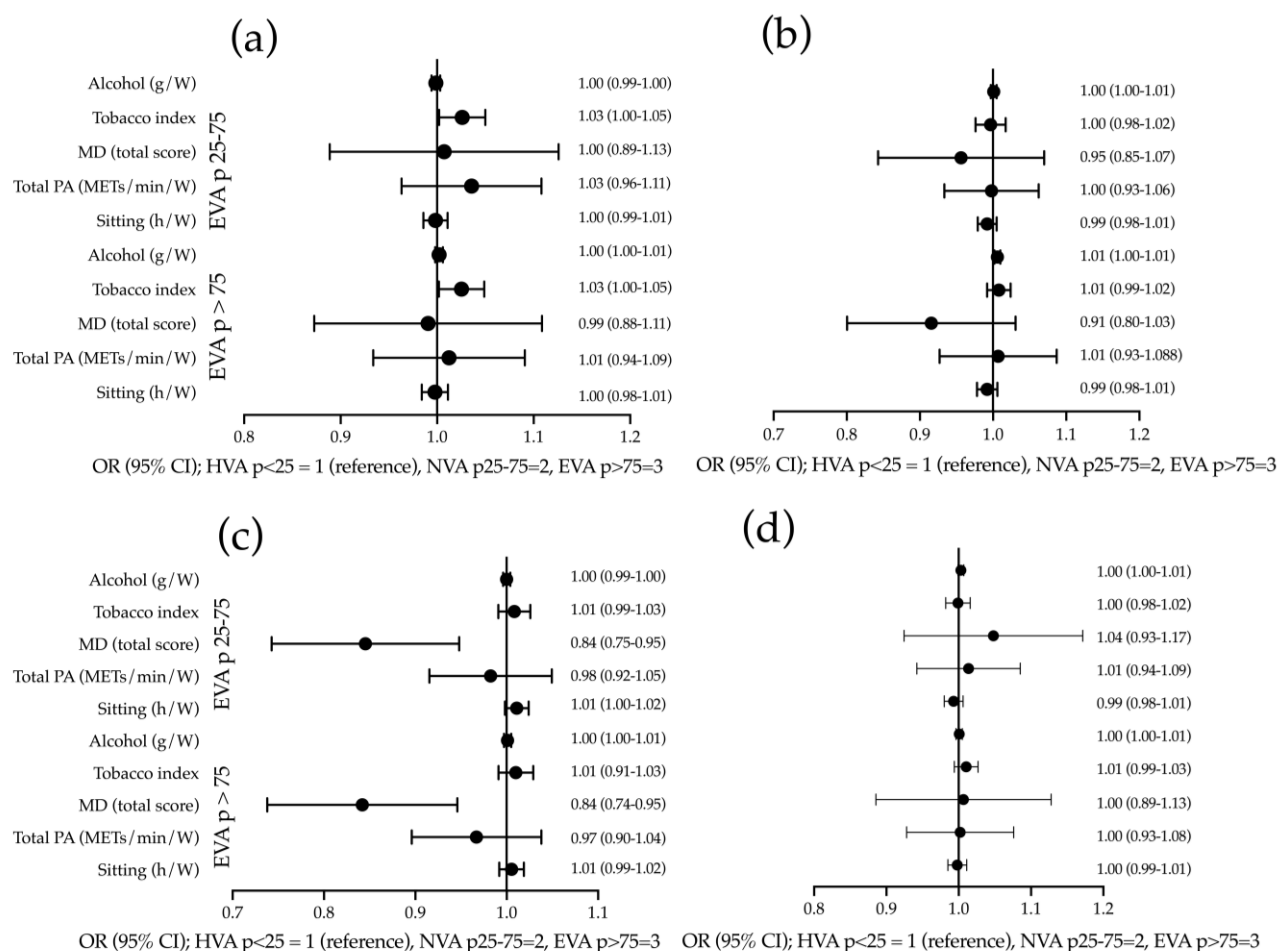 (a)
Alcohol (g/W) 1.00 (0.99-1.00)
Tobacco index 1.03 (1.00-1.05)
MD (total score) 1.00 (0.89-1.13)
Total PA (METs/min/W) 1.03 (0.96-1.11)
Sitting (h/W) 1.00 (0.99-1.01)
EVA p 25-75
Alcohol (g/W) 1.00 (1.00-1.01)
Tobacco index 1.03 (1.00-1.05)
MD (total score) 0.99 (0.88-1.11)
Total PA (METs/min/W) 1.01 (0.94-1.09)
Sitting (h/W) 1.00 (0.98-1.01)
EVA p > 75
0.8 0.9 1.0 1.1 1.2
OR (95% CI); HVA p<25 = 1 (reference), NVA p25-75=2, EVA p>75=3
(b)
1.00 (1.00-1.01)
1.00 (0.98-1.02)
0.95 (0.85-1.07)
1.00 (0.93-1.06)
0.99 (0.98-1.01)
1.01 (1.00-1.01)
1.01 (0.99-1.02)
0.91 (0.80-1.03)
1.01 (0.93-1.088)
0.99 (0.98-1.01)
0.7 0.8 0.9 1.0 1.1 1.2
OR (95% CI); HVA p<25 = 1 (reference), NVA p25-75=2, EVA p>75=3
(c)
Alcohol (g/W) 1.00 (0.99-1.00)
Tobacco index 1.01 (0.99-1.03)
MD (total score) 0.84 (0.75-0.95)
Total PA (METs/min/W) 0.98 (0.92-1.05)
Sitting (h/W) 1.01 (1.00-1.02)
EVA p 25-75
Alcohol (g/W) 1.00 (1.00-1.01)
Tobacco index 1.01 (0.91-1.03)
MD (total score) 0.84 (0.74-0.95)
Total PA (METs/min/W) 0.97 (0.90-1.04)
Sitting (h/W) 1.01 (0.99-1.02)
EVA p > 75
0.7 0.8 0.9 1.0 1.1
OR (95% CI); HVA p<25 = 1 (reference), NVA p25-75=2, EVA p>75=3
(d)
1.00 (1.00-1.01)
1.00 (0.98-1.02)
1.04 (0.93-1.17)
1.01 (0.94-1.09)
0.99 (0.98-1.01)
1.00 (1.00-1.01)
1.01 (0.99-1.03)
1.00 (0.89-1.13)
1.00 (0.93-1.08)
1.00 (0.99-1.01)
0.8 0.9 1.0 1.1 1.2
OR (95% CI); HVA p<25 = 1 (reference), NVA p25-75=2, EVA p>75=3